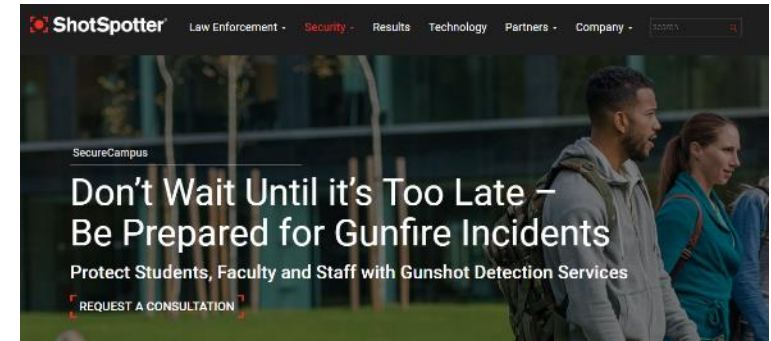 ShotSpotter
Law Enforcement Security Results Technology Partners Company search
SecureCampus
Don't Wait Until it's Too Late –
Be Prepared for Gunfire Incidents
Protect Students, Faculty and Staff with Gunshot Detection Services
REQUEST A CONSULTATION